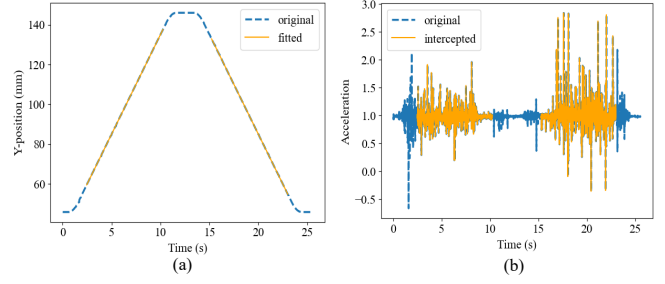 original
fitted
Y-position (mm)
140
120
100
80
60
0
5
10
15
20
25
Time (s)
(a)
original
intercepted
Acceleration
3.0
2.5
2.0
1.5
1.0
0.5
0.0
−0.5
0
5
10
15
20
25
Time (s)
(b)